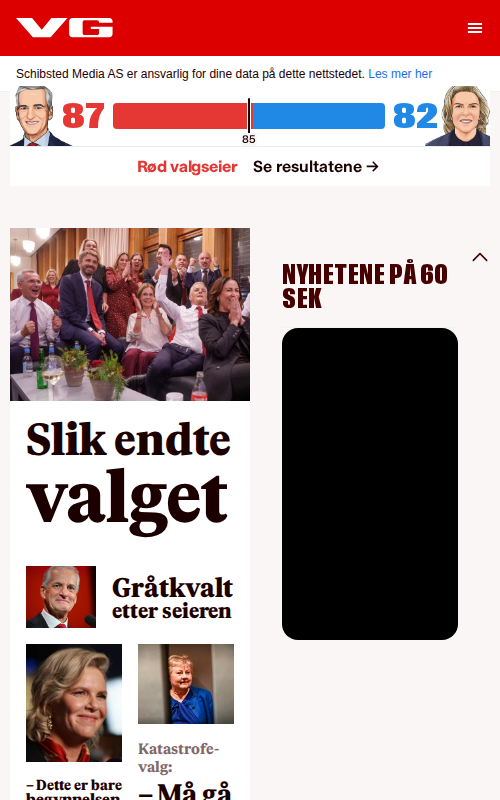 VG
Schibsted Media AS er ansvarlig for dine data på dette nettstedet. Les mer her
87
82
85
Rød valgseier Se resultatene →
NYHETENE PÅ 60
SEK
Slik endte
valget
Gråtkvalt
etter seieren
– Dette er bare
begynnelsen
Katastrofe-
valg:
– Må gå